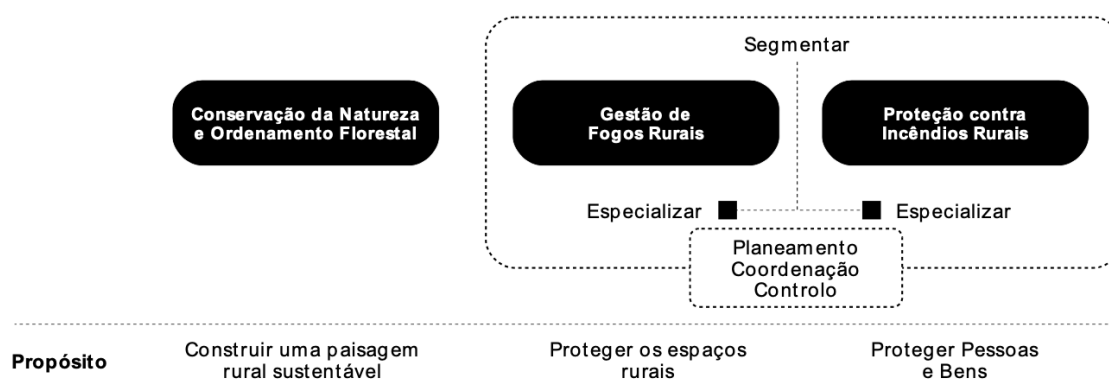 Segmentar
Conservação da Natureza
e Ordenamento Florestal
Gestão de
Fogos Rurais
Proteção contra
Incêndios Rurais
Especializar
Especializar
Planeamento
Coordenação
Controlo
Propósito
Construir uma paisagem
rural sustentável
Proteger os espaços
rurais
Proteger Pessoas
e Bens